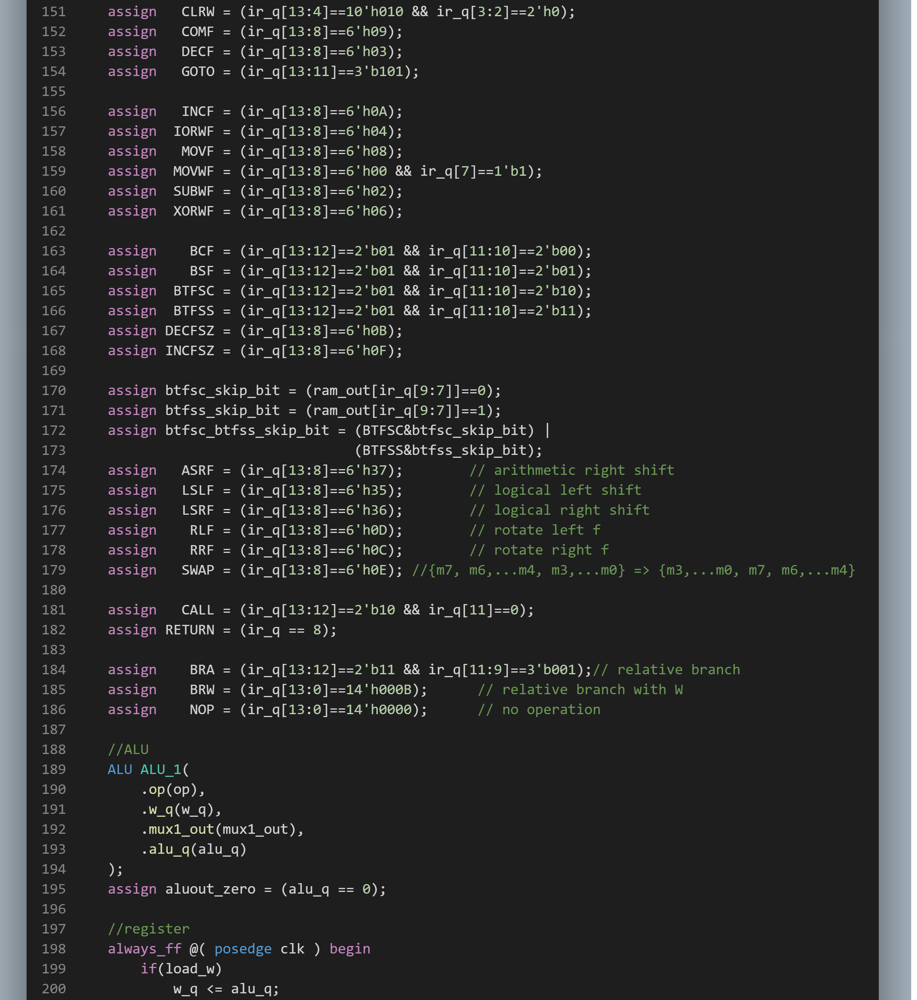 151 assign   CLRW = (ir_q[13:4]==10'h010 && ir_q[3:2]==2'h0);
152 assign   COMF = (ir_q[13:8]==6'h09);
153 assign   DECF = (ir_q[13:8]==6'h03);
154 assign   GOTO = (ir_q[13:11]==3'b101);
155
156 assign   INCF = (ir_q[13:8]==6'h0A);
157 assign  IORWF = (ir_q[13:8]==6'h04);
158 assign   MOVF = (ir_q[13:8]==6'h08);
159 assign  MOVWF = (ir_q[13:8]==6'h00 && ir_q[7]==1'b1);
160 assign  SUBWF = (ir_q[13:8]==6'h02);
161 assign  XORWF = (ir_q[13:8]==6'h06);
162
163 assign    BCF = (ir_q[13:12]==2'b01 && ir_q[11:10]==2'b00);
164 assign    BSF = (ir_q[13:12]==2'b01 && ir_q[11:10]==2'b01);
165 assign  BTFSC = (ir_q[13:12]==2'b01 && ir_q[11:10]==2'b10);
166 assign  BTFSS = (ir_q[13:12]==2'b01 && ir_q[11:10]==2'b11);
167 assign DECFSZ = (ir_q[13:8]==6'h0B);
168 assign INCFSZ = (ir_q[13:8]==6'h0F);
169
170 assign btfsc_skip_bit = (ram_out[ir_q[9:7]]==0);
171 assign btfss_skip_bit = (ram_out[ir_q[9:7]]==1);
172 assign btfsc_btfss_skip_bit = (BTFSC&btfsc_skip_bit) |
173                               (BTFSS&btfss_skip_bit);
174 assign   ASRF = (ir_q[13:8]==6'h37);        // arithmetic right shift
175 assign   LSLF = (ir_q[13:8]==6'h35);        // logical left shift
176 assign   LSRF = (ir_q[13:8]==6'h36);        // logical right shift
177 assign    RLF = (ir_q[13:8]==6'h0D);        // rotate left f
178 assign    RRF = (ir_q[13:8]==6'h0C);        // rotate right f
179 assign   SWAP = (ir_q[13:8]==6'h0E); //{m7, m6,...m4, m3,...m0} => {m3,...m0, m7, m6,...m4}
180
181 assign   CALL = (ir_q[13:12]==2'b10 && ir_q[11]==0);
182 assign RETURN = (ir_q == 8);
183
184 assign    BRA = (ir_q[13:12]==2'b11 && ir_q[11:9]==3'b001);// relative branch
185 assign    BRW = (ir_q[13:0]==14'h000B);      // relative branch with W
186 assign    NOP = (ir_q[13:0]==14'h0000);      // no operation
187
188 //ALU
189 ALU ALU_1(
190     .op(op),
191     .w_q(w_q),
192     .mux1_out(mux1_out),
193     .alu_q(alu_q)
194 );
195 assign aluout_zero = (alu_q == 0);
196
197 //register
198 always_ff @( posedge clk ) begin
199     if(load_w)
200         w_q <= alu_q;